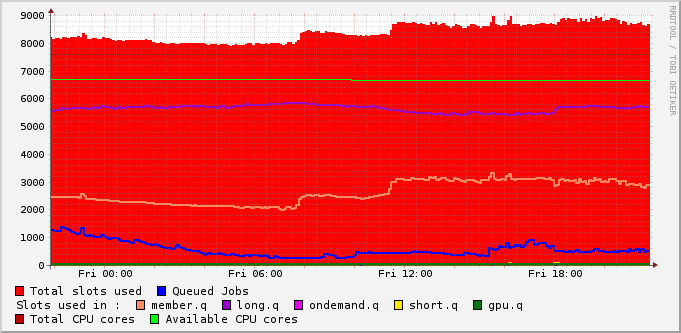 RRDTOOL / TOBI OETIKER
9000
8000
7000
6000
5000
4000
3000
2000
1000
0
Fri 00:00 Fri 06:00 Fri 12:00 Fri 18:00
Total slots used Queued Jobs
Slots used in : member.q long.q ondemand.q short.q gpu.q
Total CPU cores Available CPU cores